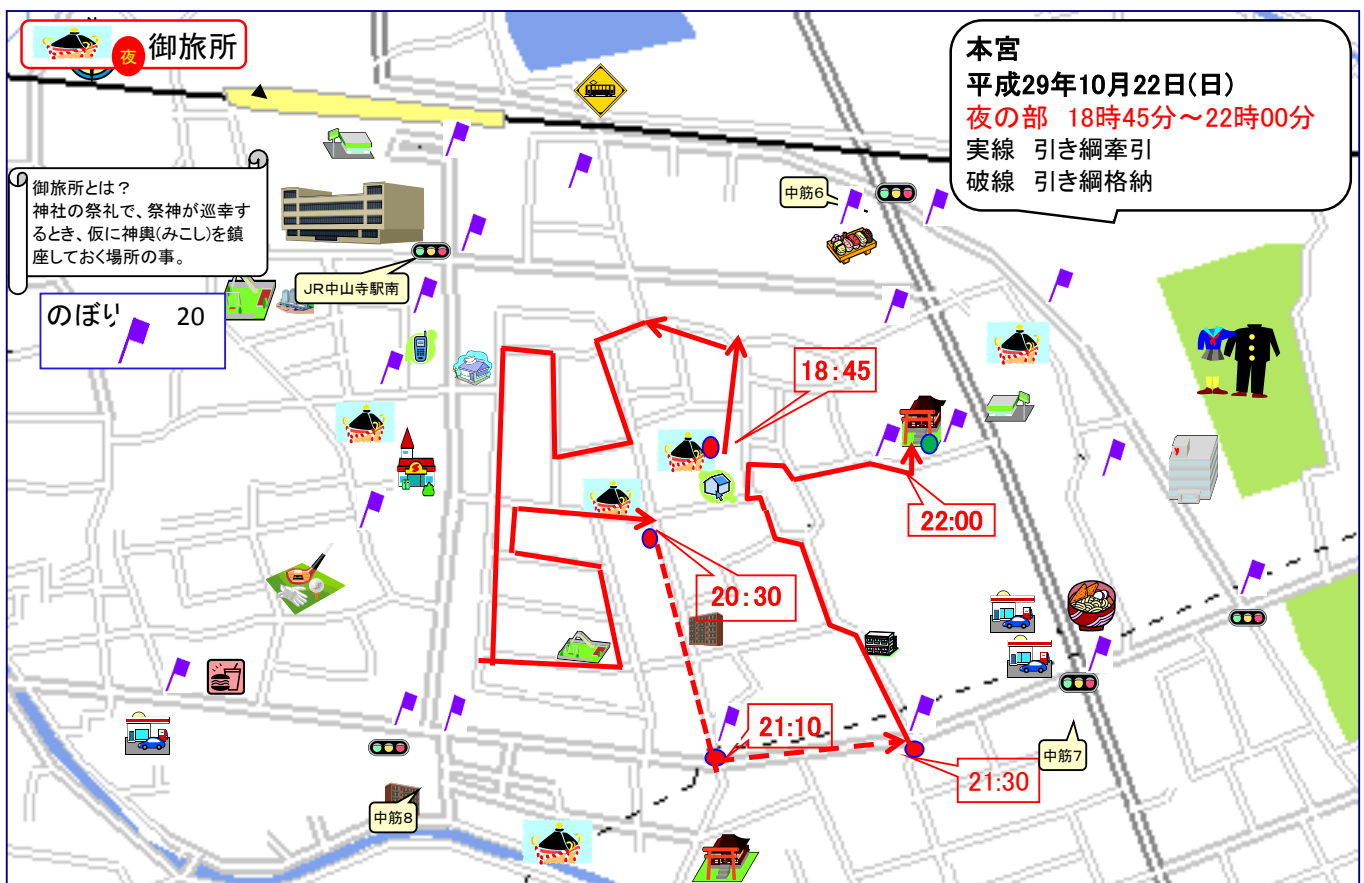 夜 御旅所
本宮
平成29年10月22日(日)
夜の部 18時45分～22時00分
実線 引き綱牽引
破線 引き綱格納
御旅所とは？
神社の祭礼で、祭神が巡幸す
るとき、仮に神輿(みこし)を鎮
座しておく場所の事。
のぼり 20
中筋6
JR中山寺駅南
18:45
22:00
20:30
21:10
21:30
中筋7
中筋8